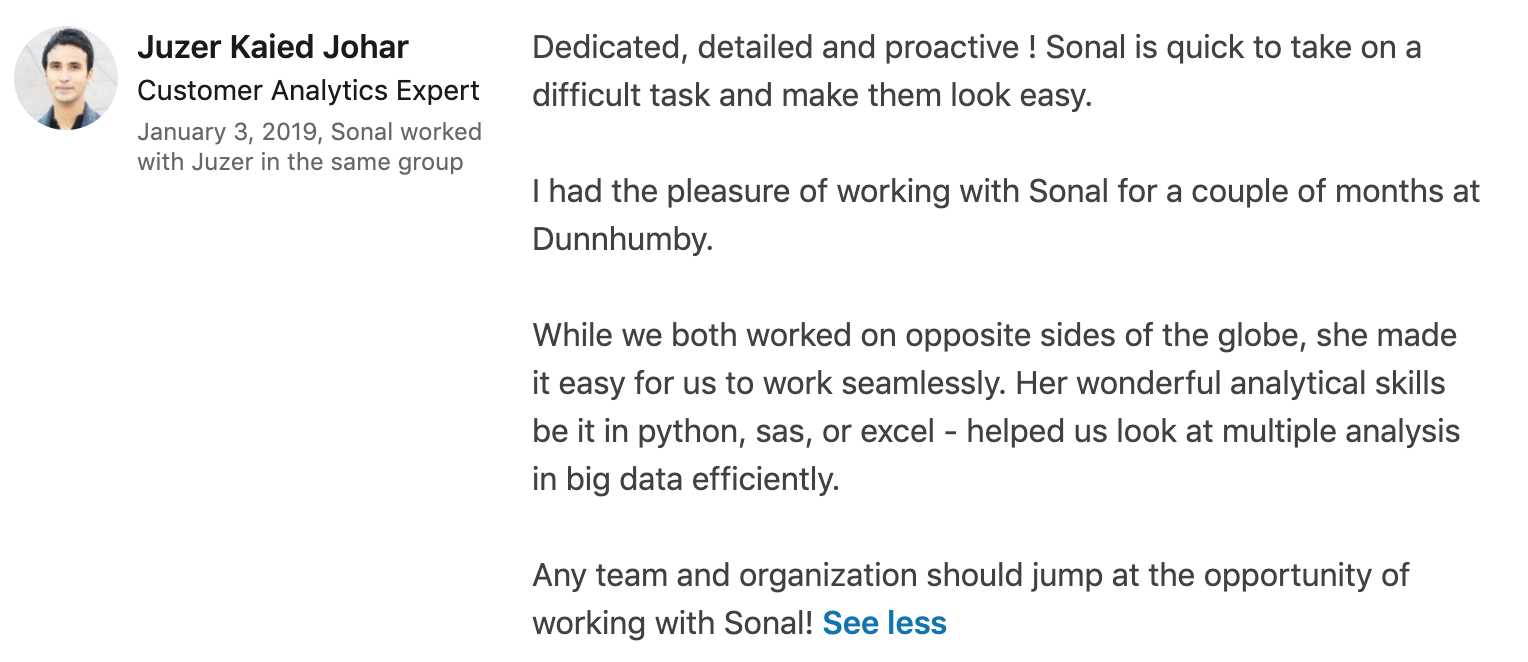 Juzer Kaied Johar
Customer Analytics Expert
January 3, 2019, Sonal worked
with Juzer in the same group
Dedicated, detailed and proactive ! Sonal is quick to take on a
difficult task and make them look easy.
I had the pleasure of working with Sonal for a couple of months at
Dunnhumby.
While we both worked on opposite sides of the globe, she made
it easy for us to work seamlessly. Her wonderful analytical skills
be it in python, sas, or excel - helped us look at multiple analysis
in big data efficiently.
Any team and organization should jump at the opportunity of
working with Sonal! See less